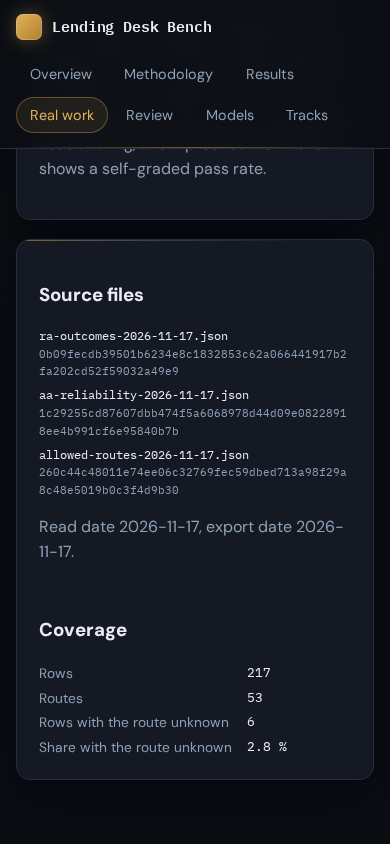 Lending Desk Bench
Overview Methodology Results
Real work Review Models Tracks
shows a self-graded pass rate.
Source files
ra-outcomes-2026-11-17.json
0b09fecdb39501b6234e8c1832853c62a066441917b2
fa202cd52f59032a49e9
aa-reliability-2026-11-17.json
1c29255cd87607dbb474f5a6068978d44d09e0822891
8ee4b991cf6e95840b7b
allowed-routes-2026-11-17.json
260c44c48011e74ee06c32769fec59dbed713a98f29a
8c48e5019b0c3f4d9b30
Read date 2026-11-17, export date 2026-
11-17.
Coverage
Rows 217
Routes 53
Rows with the route unknown 6
Share with the route unknown 2.8 %